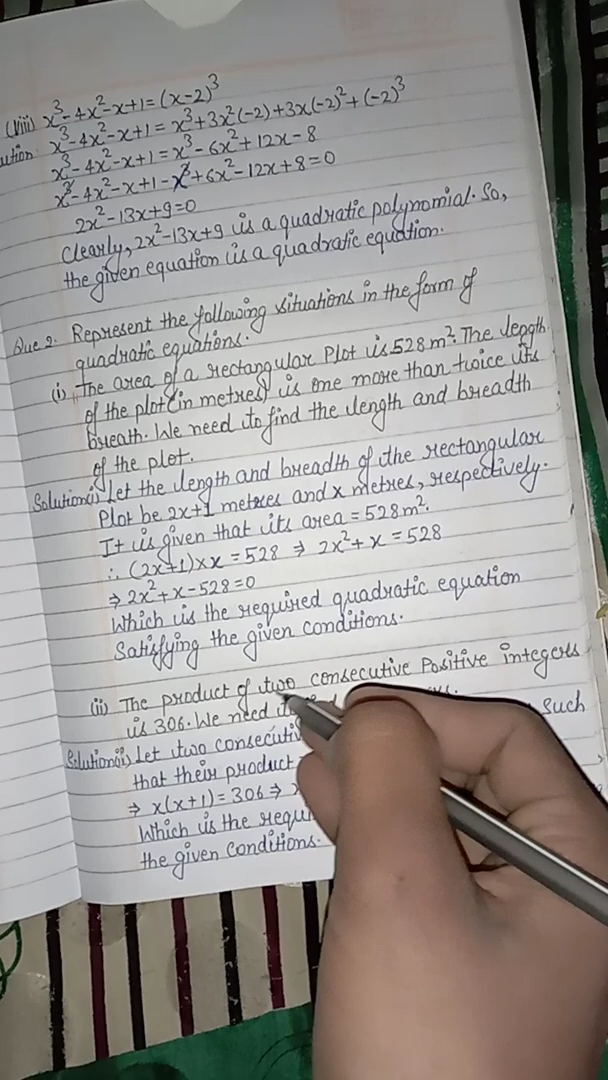 (viii) x³-4x²-x+1=(x-2)³
ution: x³-4x²-x+1 = x³+3x²(-2)+3x(-2)²+(-2)³
x³-4x²-x+1=x³-6x²+12x-8
x³-4x²-x+1-x³+6x²-12x+8=0
2x²-13x+9=0
Clearly, 2x²-13x+9 is a quadratic polynomial. So,
the given equation is a quadratic equation.
Que 2. Represent the following situations in the form of
quadratic equations.
(i) The area of a rectangular Plot is 528 m². The length
of the plot (in metres) is one more than twice its
breath. We need to find the length and breadth
of the plot.
Solution(i) Let the length and breadth of the rectangular
Plot be 2x+1 metres and x metres, respectively.
It is given that its area = 528m².
∴ (2x+1)×x = 528 ⇒ 2x²+x = 528
⇒ 2x²+x-528=0
Which is the required quadratic equation
Satisfying the given conditions.
(ii) The product of two consecutive Positive integers
is 306. We need
Solution(ii) Let two such
that their product
⇒ x(x+1)=306 ⇒
Which is the
the given conditions.